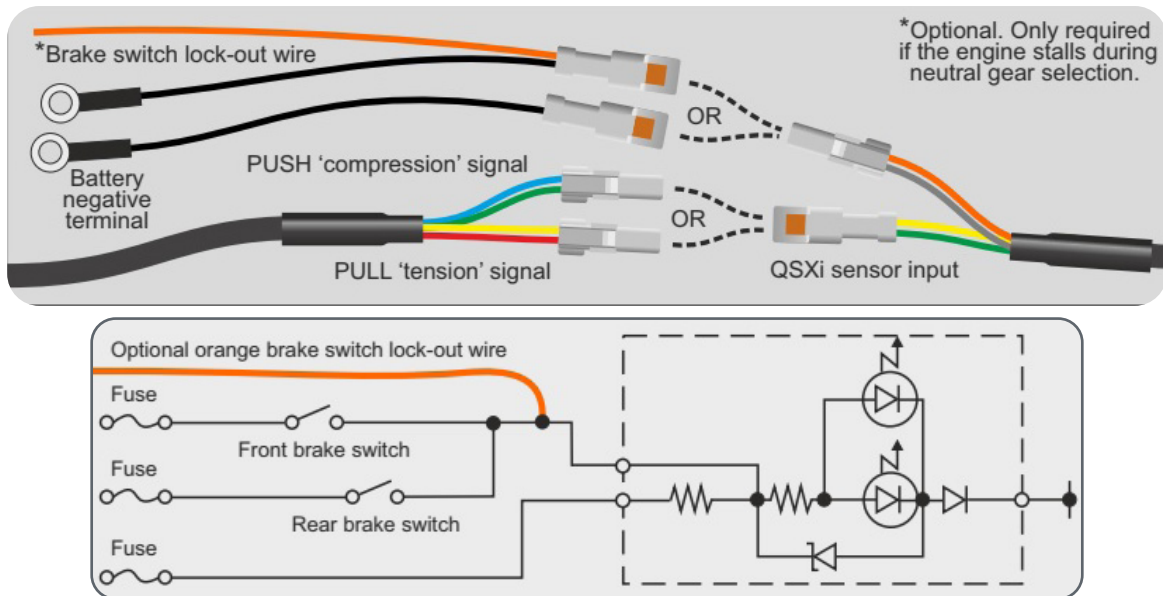 *Brake switch lock-out wire
*Optional. Only required
if the engine stalls during
neutral gear selection.
OR
Battery
negative
terminal
PUSH ‘compression’ signal
OR
PULL ‘tension’ signal
QSXi sensor input
Optional orange brake switch lock-out wire
Fuse
Front brake switch
Fuse
Rear brake switch
Fuse